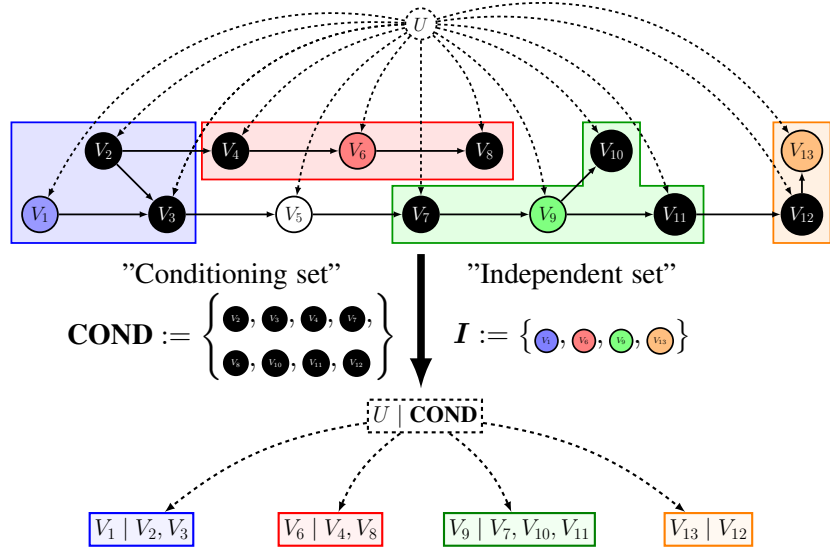 U
V₂ V₄ V₆ V₈ V₁₀ V₁₃
V₁ V₃ V₅ V₇ V₉ V₁₁ V₁₂
"Conditioning set" "Independent set"
COND := { V₂, V₃, V₄, V₇,
V₈, V₁₀, V₁₁, V₁₂ }
I := { V₁, V₆, V₉, V₁₃ }
U | COND
V₁ | V₂, V₃ V₆ | V₄, V₈ V₉ | V₇, V₁₀, V₁₁ V₁₃ | V₁₂